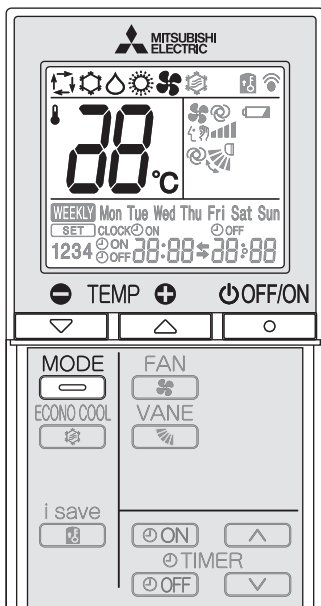 MITSUBISHI
ELECTRIC
88°C
WEEKLY Mon Tue Wed Thu Fri Sat Sun
SET CLOCK ON OFF
1234 ON OFF 88:88 88:88
TEMP OFF/ON
MODE FAN
ECONO COOL VANE
i save
ON
TIMER
OFF